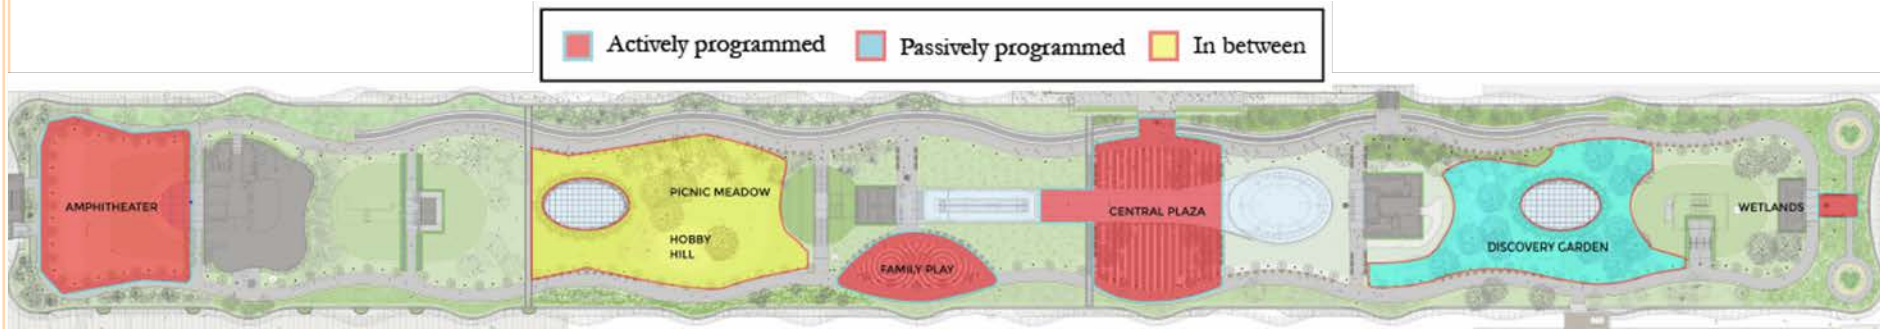 Actively programmed
Passively programmed
In between
AMPHITHEATER
PICNIC MEADOW
HOBBY
HILL
FAMILY PLAY
CENTRAL PLAZA
DISCOVERY GARDEN
WETLANDS